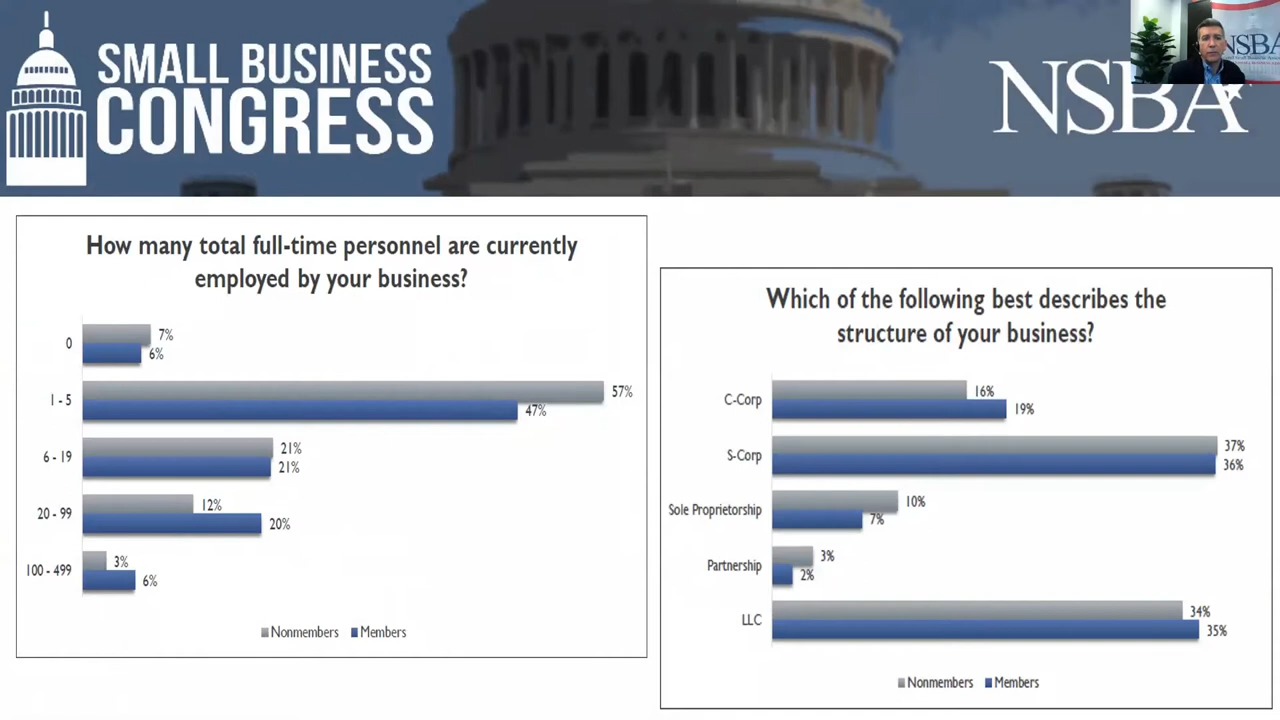 SMALL BUSINESS
CONGRESS
NSBA
NSBA
How many total full-time personnel are currently
employed by your business?
0
7%
6%
1 - 5
57%
47%
6 - 19
21%
21%
20 - 99
12%
20%
100 - 499
3%
6%
Nonmembers Members
Which of the following best describes the
structure of your business?
C-Corp
16%
19%
S-Corp
37%
36%
Sole Proprietorship
10%
7%
Partnership
3%
2%
LLC
34%
35%
Nonmembers Members